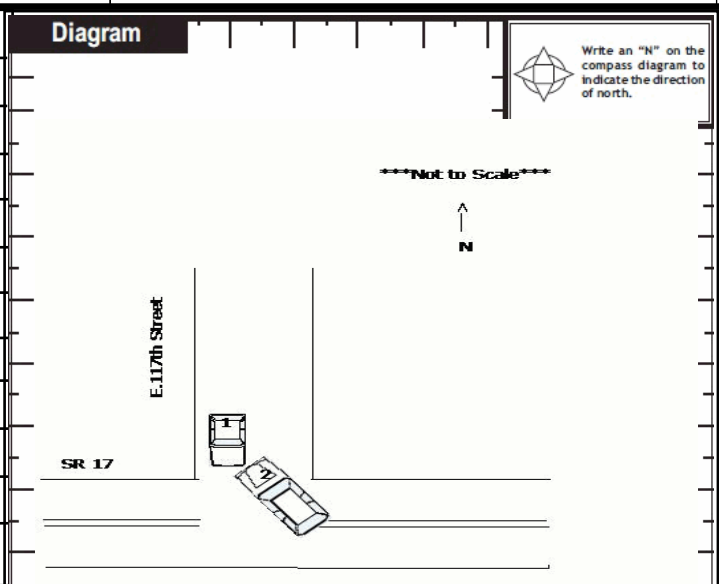 Diagram
Write an “N” on the
compass diagram to
indicate the direction
of north.
***Not to Scale***
N
E.117th Street
1
SR 17
2